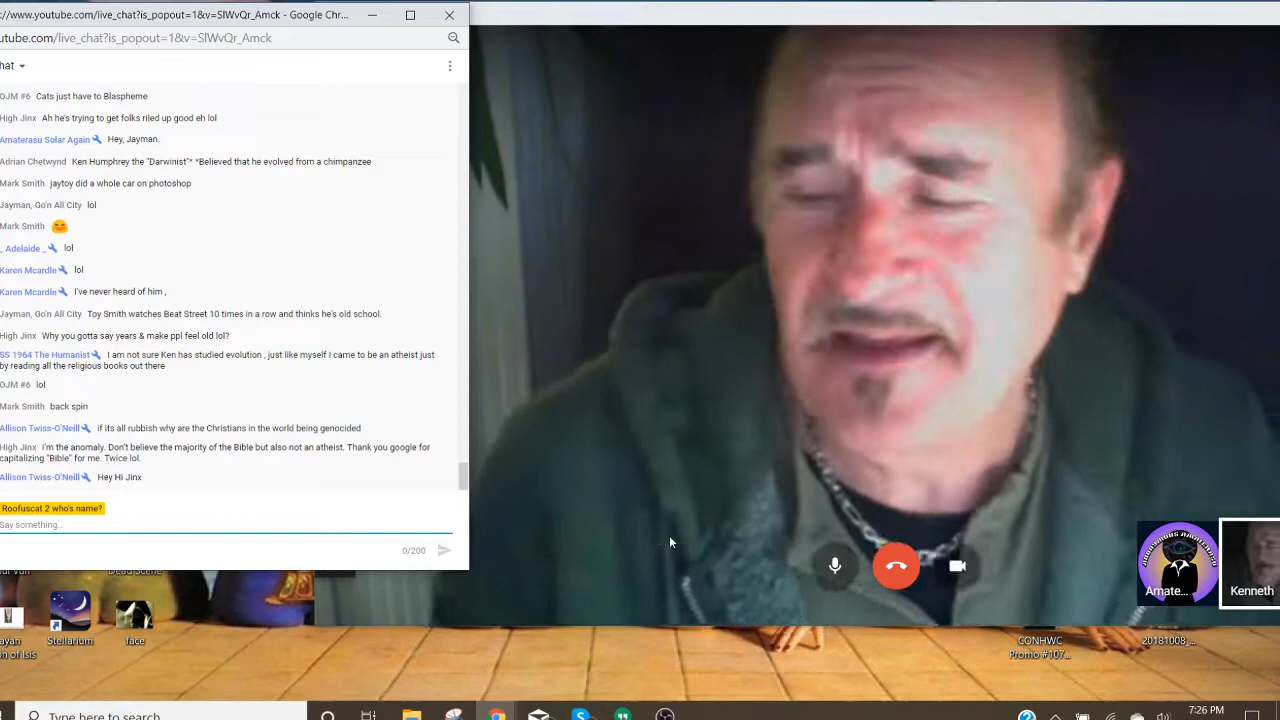 //www.youtube.com/live_chat?is_popout=1&v=SIWvQr_Amck - Google Chr...
utube.com/live_chat?is_popout=1&v=SIWvQr_Amck
hat
OJM #6 Cats just have to Blaspheme
High Jinx Ah he's trying to get folks riled up good eh lol
Amaterasu Solar Again Hey, Jayman.
Adrian Chetwynd Ken Humphrey the "Darwinist"* *Believed that he evolved from a chimpanzee
Mark Smith jaytoy did a whole car on photoshop
Jayman, Go'n All City lol
Mark Smith
_ Adelaide _ lol
Karen Mcardle lol
Karen Mcardle I've never heard of him ,
Jayman, Go'n All City Toy Smith watches Beat Street 10 times in a row and thinks he's old school.
High Jinx Why you gotta say years & make ppl feel old lol?
SS 1964 The Humanist I am not sure Ken has studied evolution , just like myself I came to be an atheist just
by reading all the religious books out there
OJM #6 lol
Mark Smith back spin
Allison Twiss-O'Neill if its all rubbish why are the Christians in the world being genocided
High Jinx I'm the anomaly. Don't believe the majority of the Bible but also not an atheist. Thank you google for
capitalizing "Bible" for me. Twice lol.
Allison Twiss-O'Neill Hey Hi Jinx
Roofuscat 2 who's name?
Say something...
0/200
Amate...
Kenneth
Dead Scene
ayan
on of Isis
Stellarium
face
CONHWC
Promo #107...
20181008_...
Type here to search
7:26 PM